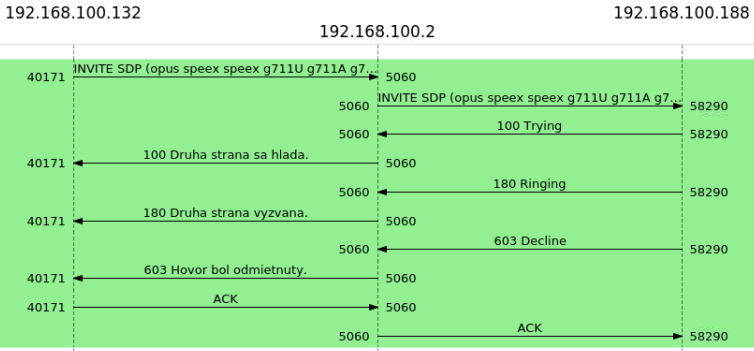 192.168.100.132 192.168.100.2 192.168.100.188
40171 INVITE SDP (opus speex speex g711U g711A g7... 5060
5060 INVITE SDP (opus speex speex g711U g711A g7... 58290
5060 100 Trying 58290
40171 100 Druha strana sa hlada. 5060
5060 180 Ringing 58290
40171 180 Druha strana vyzvana. 5060
5060 603 Decline 58290
40171 603 Hovor bol odmietnuty. 5060
40171 ACK 5060
5060 ACK 58290